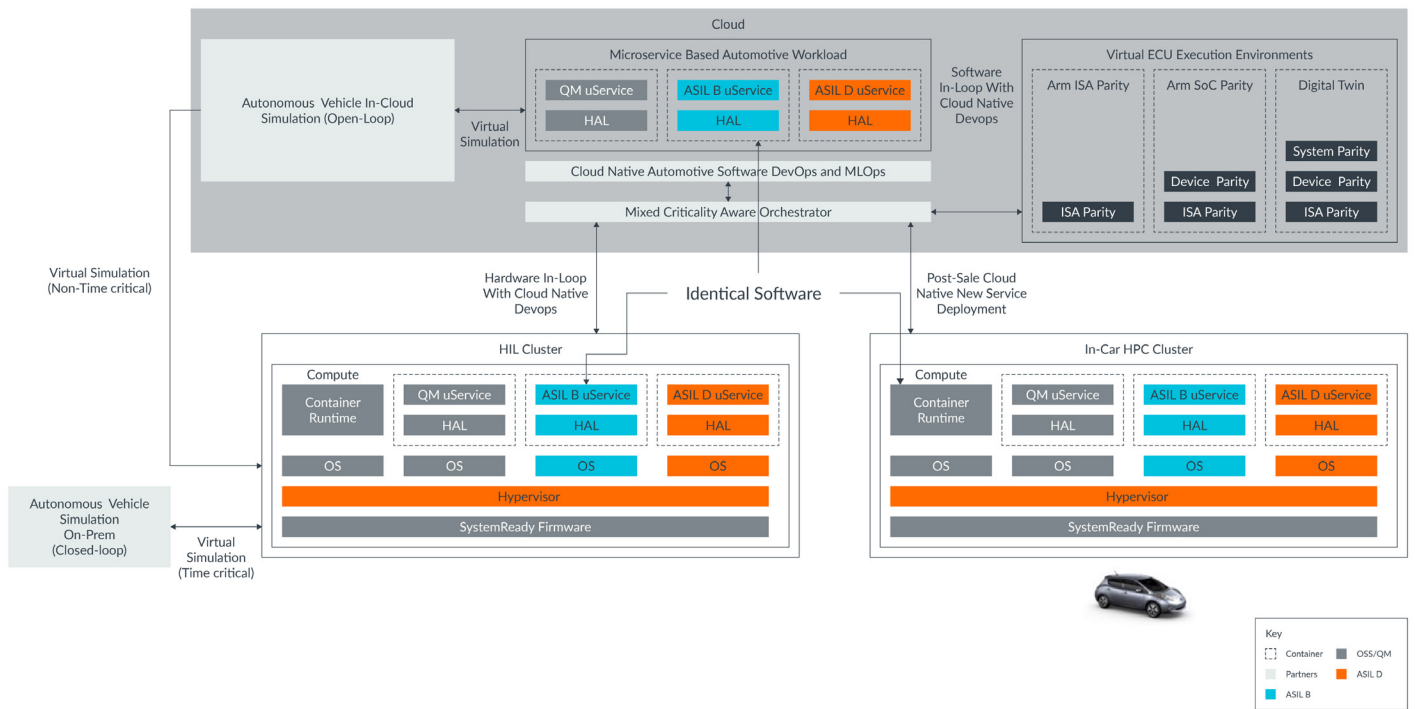 Cloud
Autonomous Vehicle In-Cloud
Simulation (Open-Loop)
Virtual
Simulation
Microservice Based Automotive Workload
QM uService
HAL
ASIL B uService
HAL
ASIL D uService
HAL
Cloud Native Automotive Software DevOps and MLOps
Mixed Criticality Aware Orchestrator
Software
In-Loop With
Cloud Native
Devops
Virtual ECU Execution Environments
Arm ISA Parity
ISA Parity
Arm SoC Parity
Device Parity
ISA Parity
Digital Twin
System Parity
Device Parity
ISA Parity
Virtual Simulation
(Non-Time critical)
Hardware In-Loop
With Cloud Native
Devops
Identical Software
Post-Sale Cloud
Native New Service
Deployment
HIL Cluster
Compute
Container
Runtime
QM uService
HAL
ASIL B uService
HAL
ASIL D uService
HAL
OS
OS
OS
OS
Hypervisor
SystemReady Firmware
In-Car HPC Cluster
Compute
Container
Runtime
QM uService
HAL
ASIL B uService
HAL
ASIL D uService
HAL
OS
OS
OS
OS
Hypervisor
SystemReady Firmware
Autonomous Vehicle
Simulation
On-Prem
(Closed-loop)
Virtual
Simulation
(Time critical)
Key
Container
OSS/QM
Partners
ASIL D
ASIL B